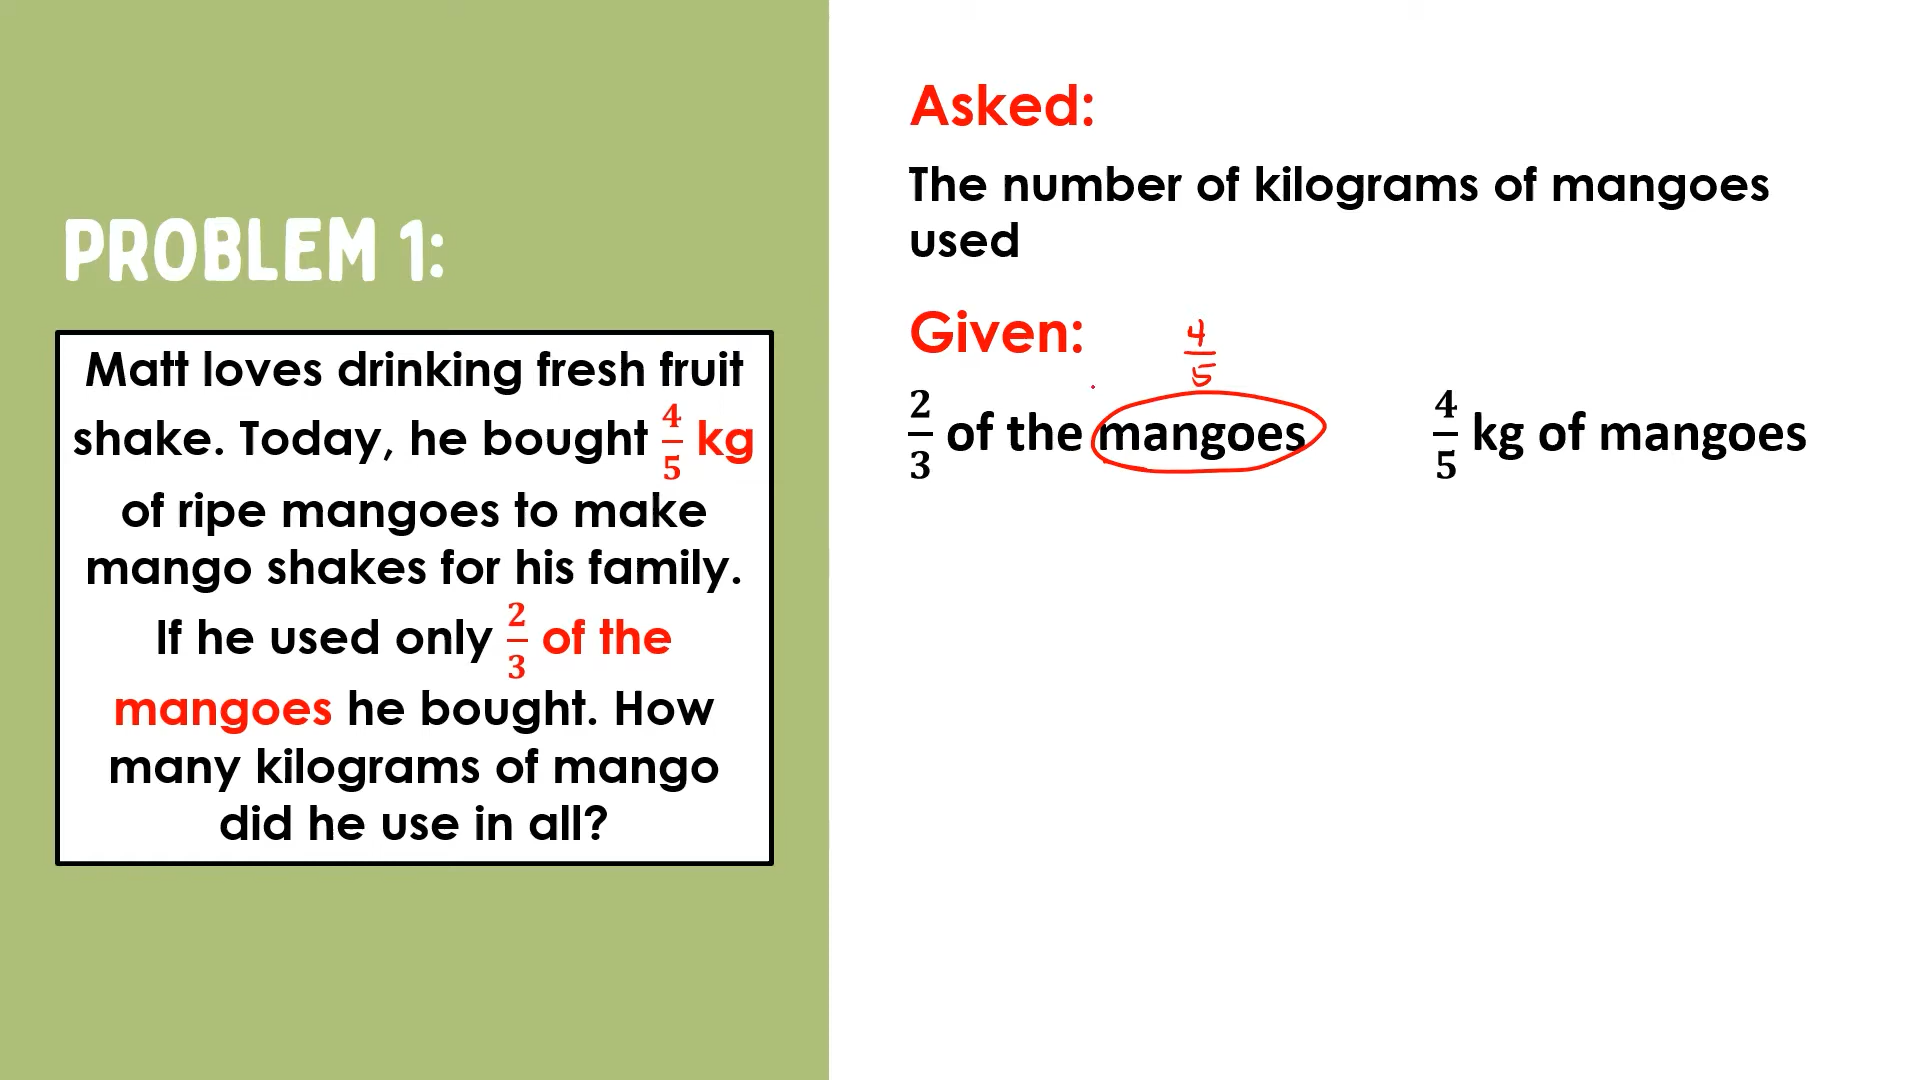 PROBLEM 1:
Matt loves drinking fresh fruit
shake. Today, he bought 4/5 kg
of ripe mangoes to make
mango shakes for his family.
If he used only 2/3 of the
mangoes he bought. How
many kilograms of mango
did he use in all?
Asked:
The number of kilograms of mangoes
used
Given:
4/5
2/3 of the mangoes
4/5 kg of mangoes